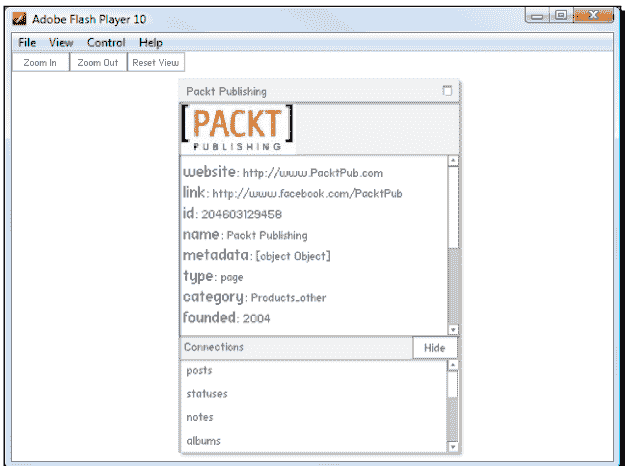 Adobe Flash Player 10
File View Control Help
Zoom In Zoom Out Reset View
Packt Publishing
[PACKT]
PUBLISHING
website: http://www.PacktPub.com
link: http://www.facebook.com/PacktPub
id: 204603129458
name: Packt Publishing
metadata: [object Object]
type: page
category: Products_other
founded: 2004
Connections Hide
posts
statuses
notes
albums